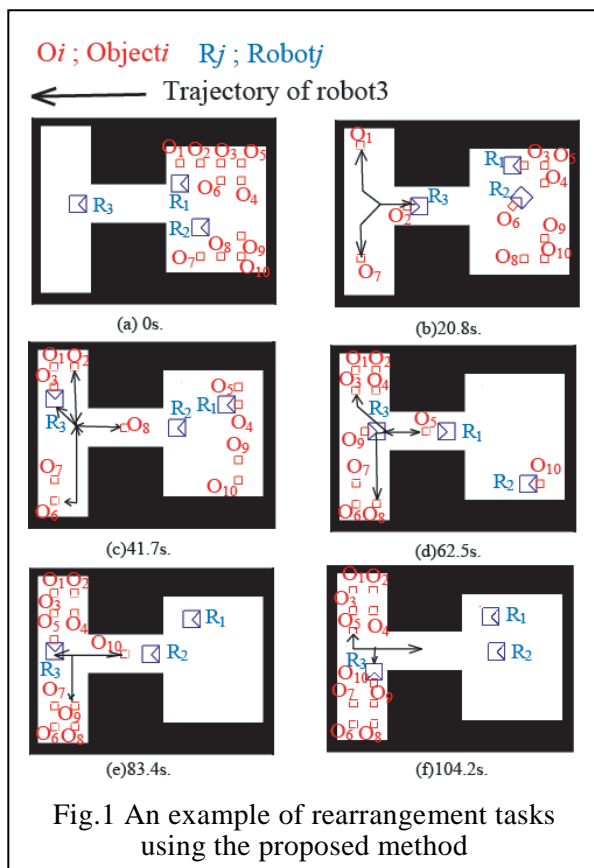 Oi ; Objecti Rj ; Robotj
Trajectory of robot3
O1 O2 O3 O5
O6 O4
R3 R1
R2
O7 O8 O9
O10
(a) 0s.
O1 R1 O3 O5
R3 R2 O4
O2 O6
O9
O7 O8 O10
(b)20.8s.
O1 O2
O3 O5
R3 R1 O4
O8 R2
O9
O7 O10
O6
(c)41.7s.
O1 O2
O3 O4
R3 O5
O9 R1
O7 R2 O10
O6 O8
(d)62.5s.
O1 O2
O3 R1
O5 O4
O10 R2
R3
O7 O9
O6 O8
(e)83.4s.
O1 O2
O3 R1
O5 O4
R3 R2
O10
O7 O9
O6 O8
(f)104.2s.
Fig.1 An example of rearrangement tasks
using the proposed method